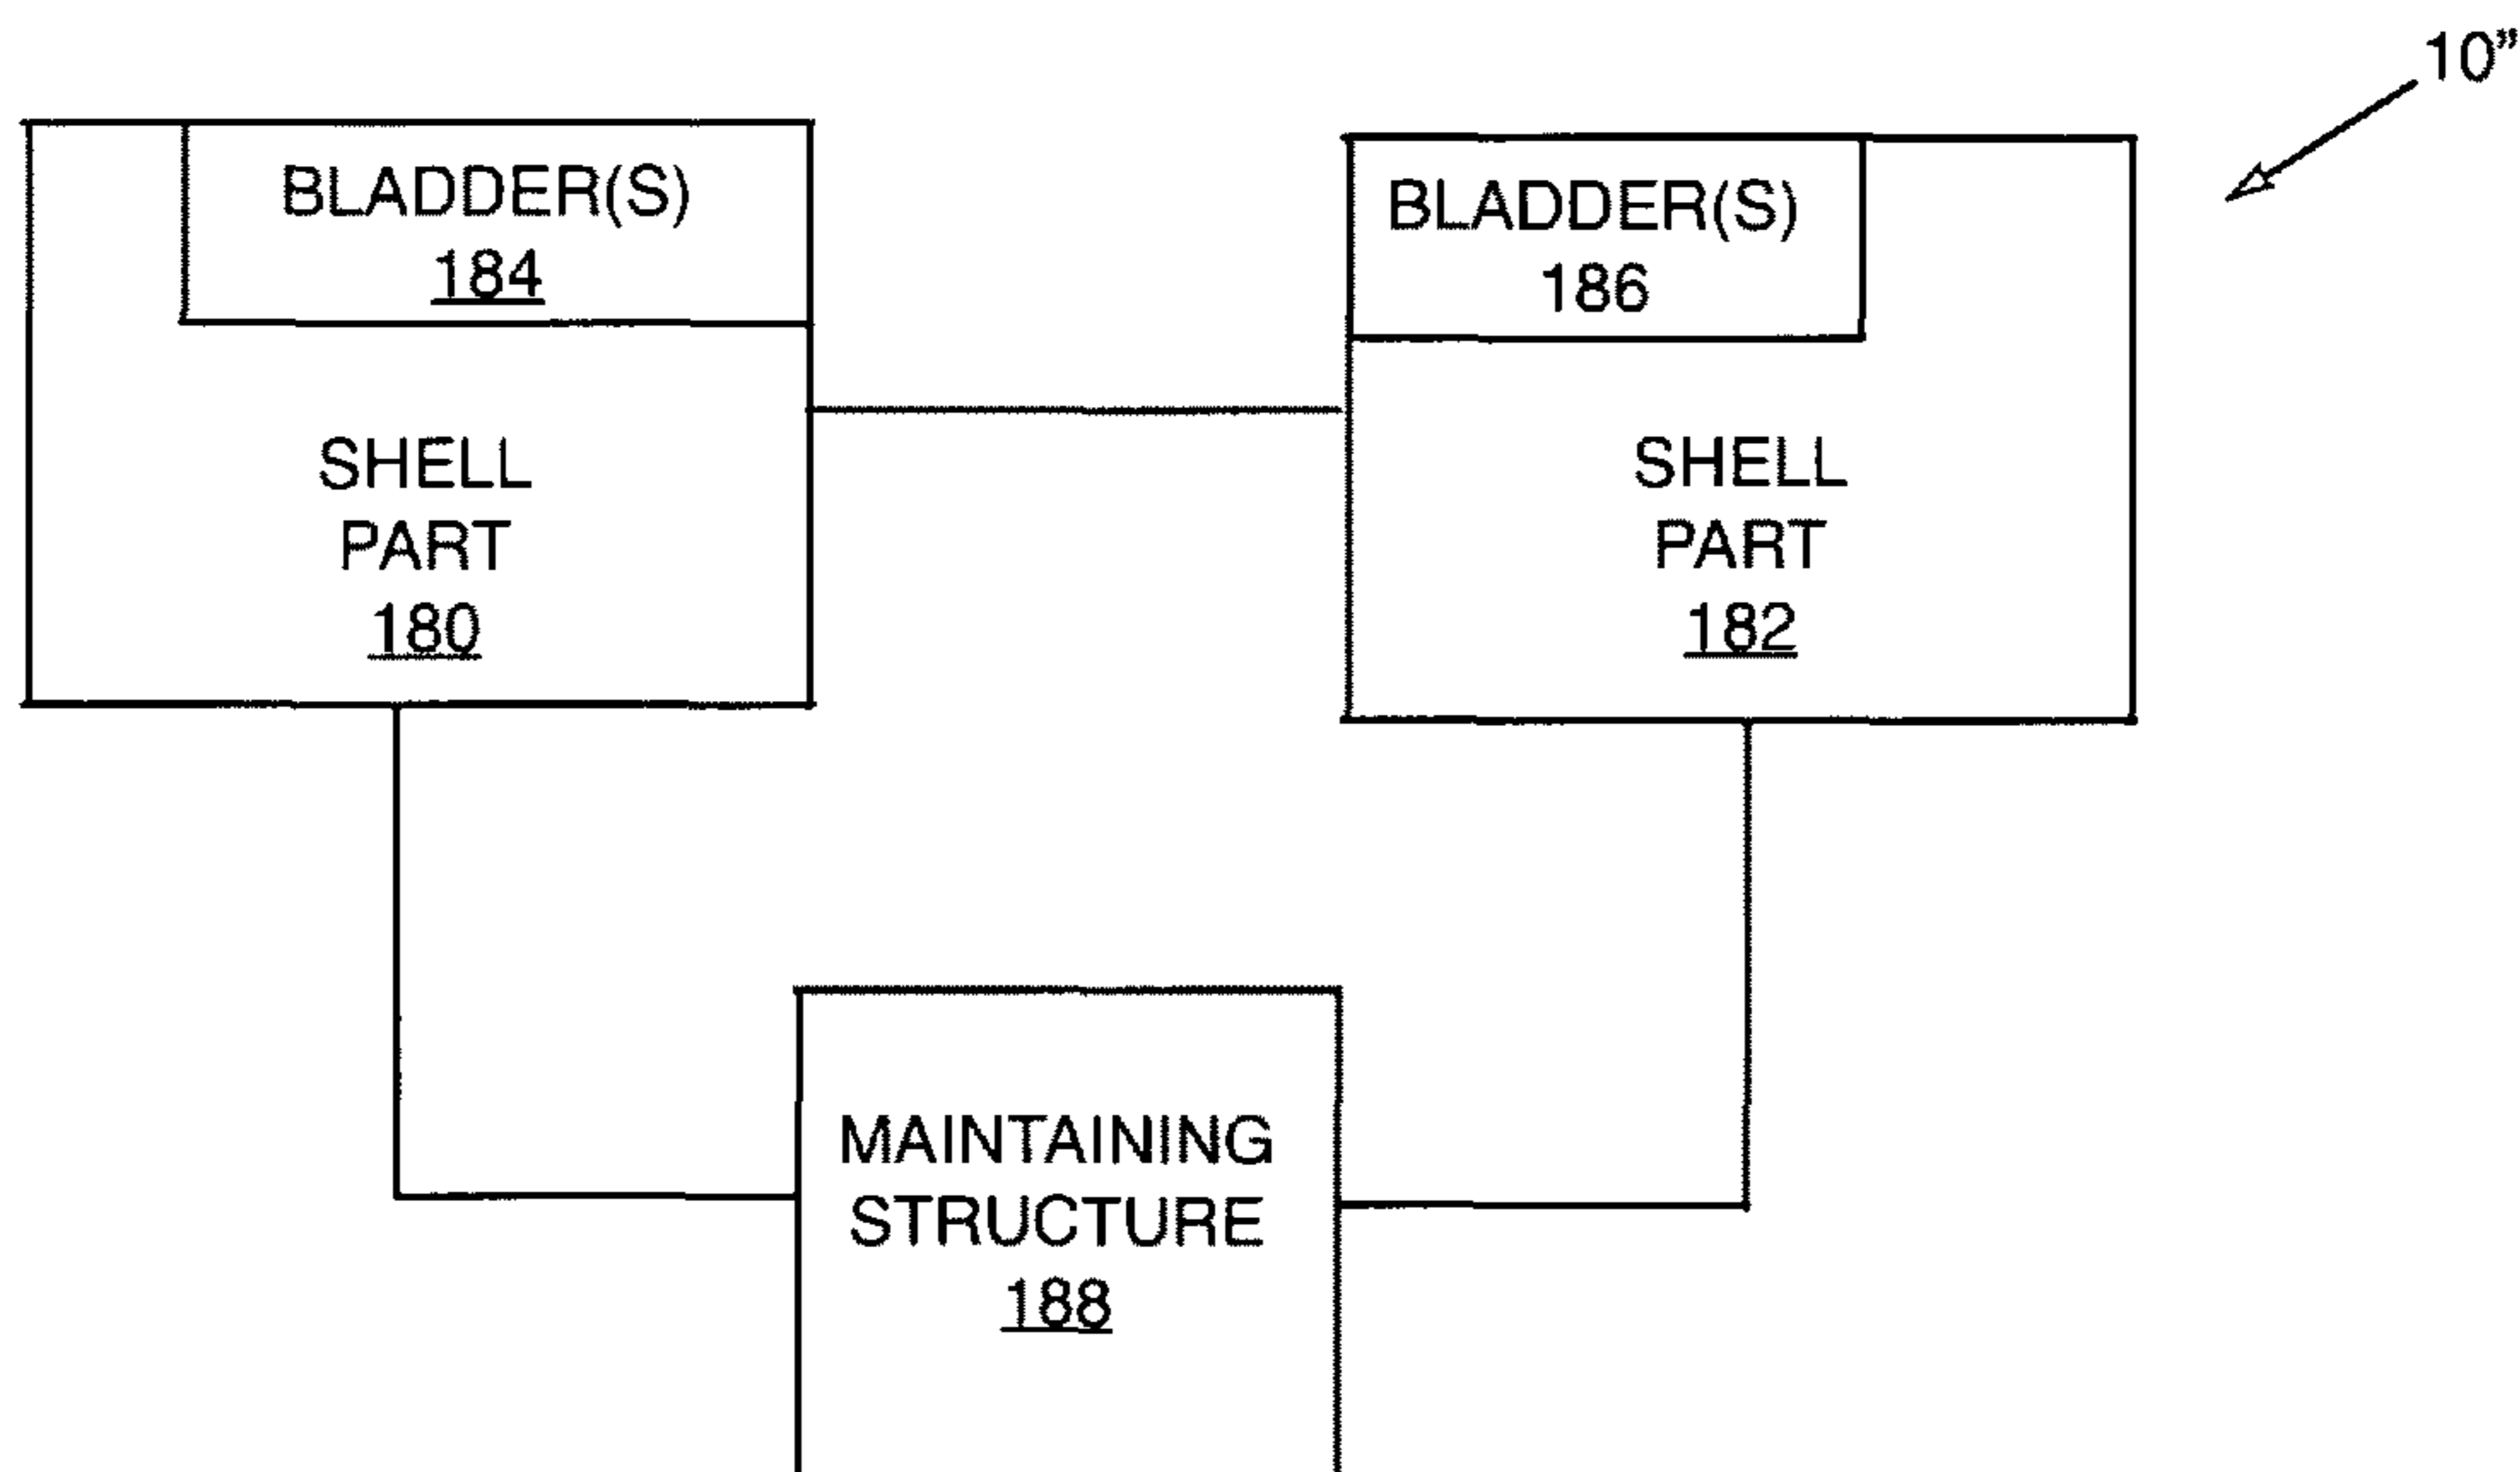 10”
BLADDER(S)
184
BLADDER(S)
186
SHELL
PART
180
SHELL
PART
182
MAINTAINING
STRUCTURE
188